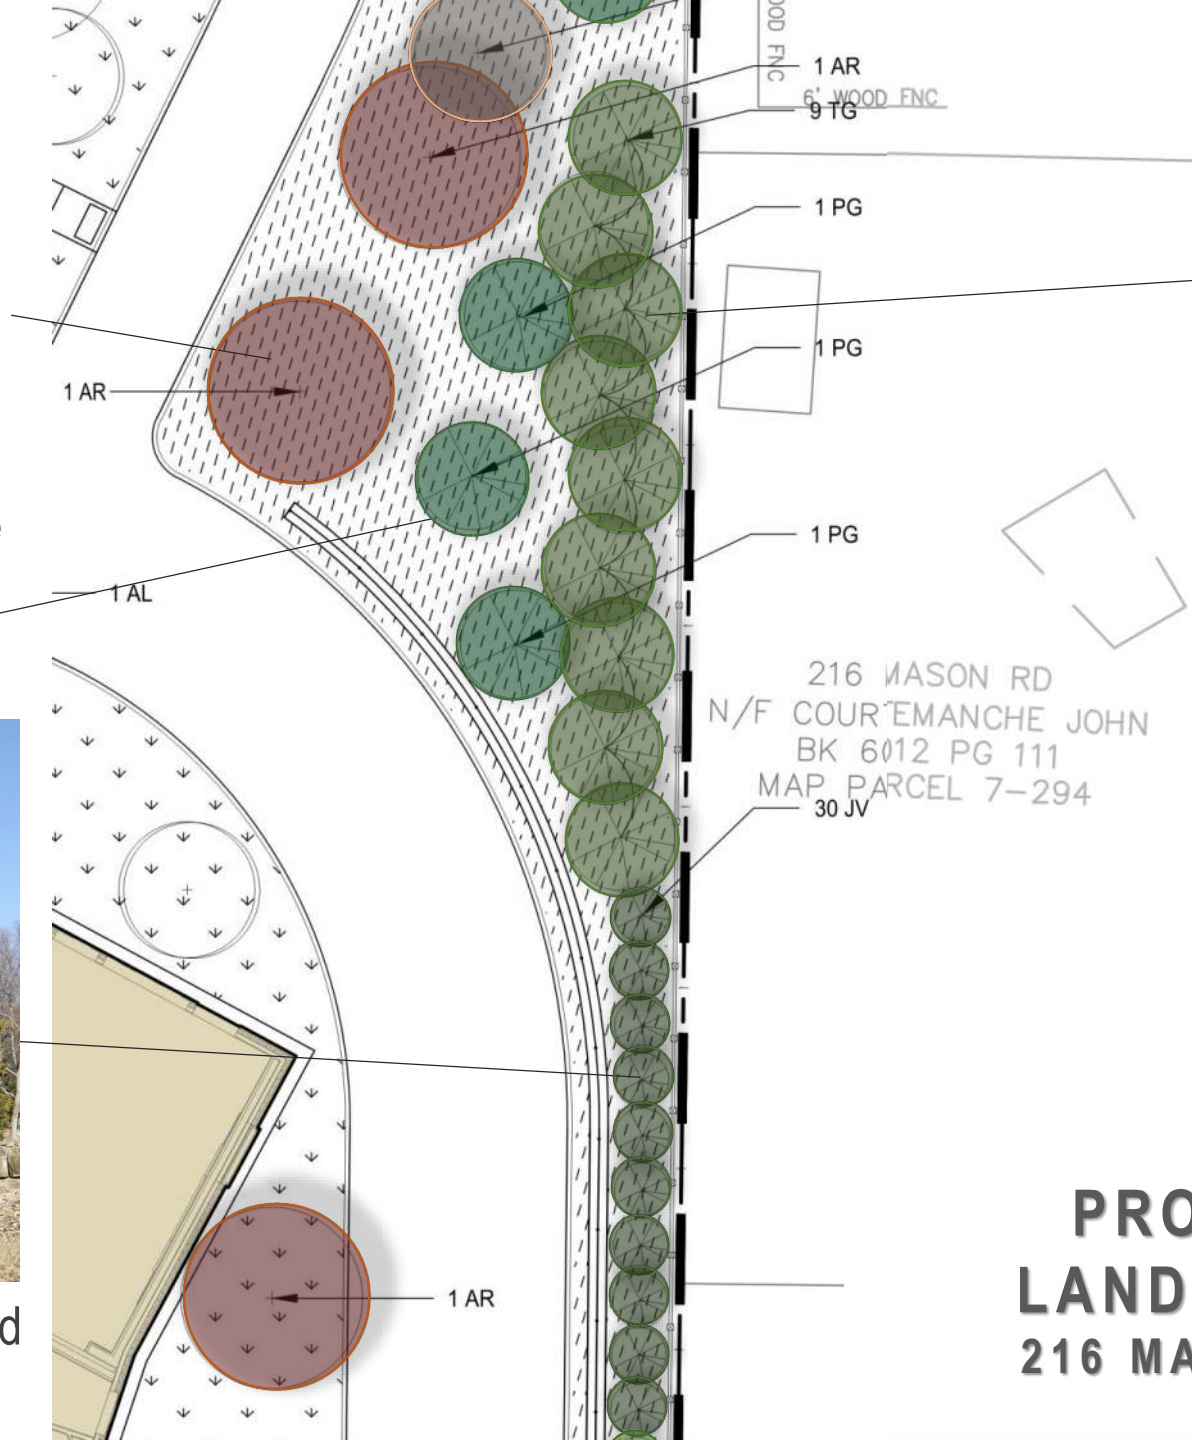 OOD FNC
6' WOOD FNC
1 AR
9 TG
1 PG
1 PG
1 AR
1 PG
1 AL
216 MASON RD
N/F COURTEMANCHE JOHN
BK 6012 PG 111
MAP PARCEL 7-294
30 JV
PRO
LAND
216 MA
1 AR
d